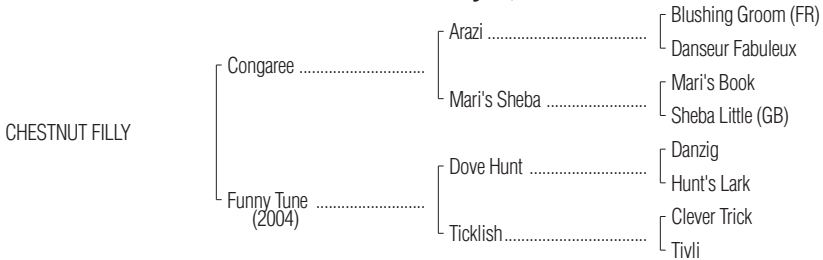 Blushing Groom (FR)
Arazi ................................
Danseur Fabuleux
Congaree ..............................
Mari's Book
Mari's Sheba ........................
Sheba Little (GB)
CHESTNUT FILLY
Danzig
Dove Hunt ............................
Hunt's Lark
Funny Tune ..........................
(2004)
Clever Trick
Ticklish..................................
Tivli